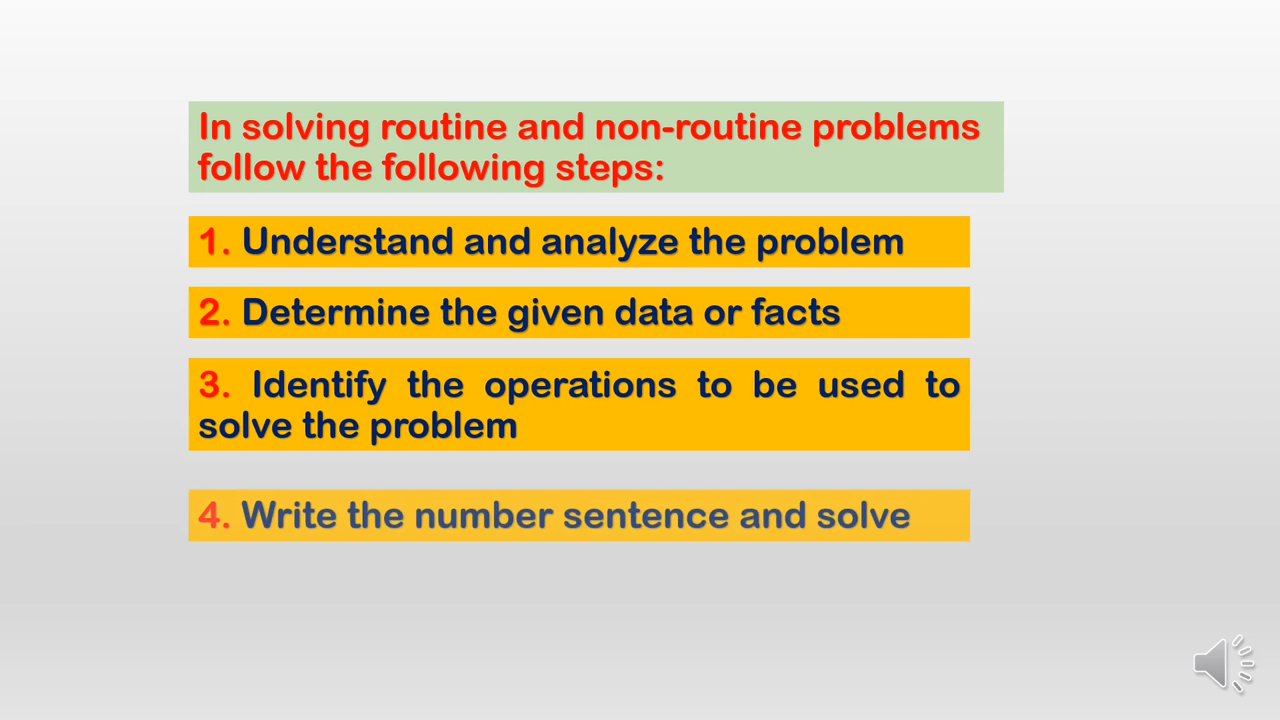 In solving routine and non-routine problems
follow the following steps:
1. Understand and analyze the problem
2. Determine the given data or facts
3. Identify the operations to be used to
solve the problem
4. Write the number sentence and solve